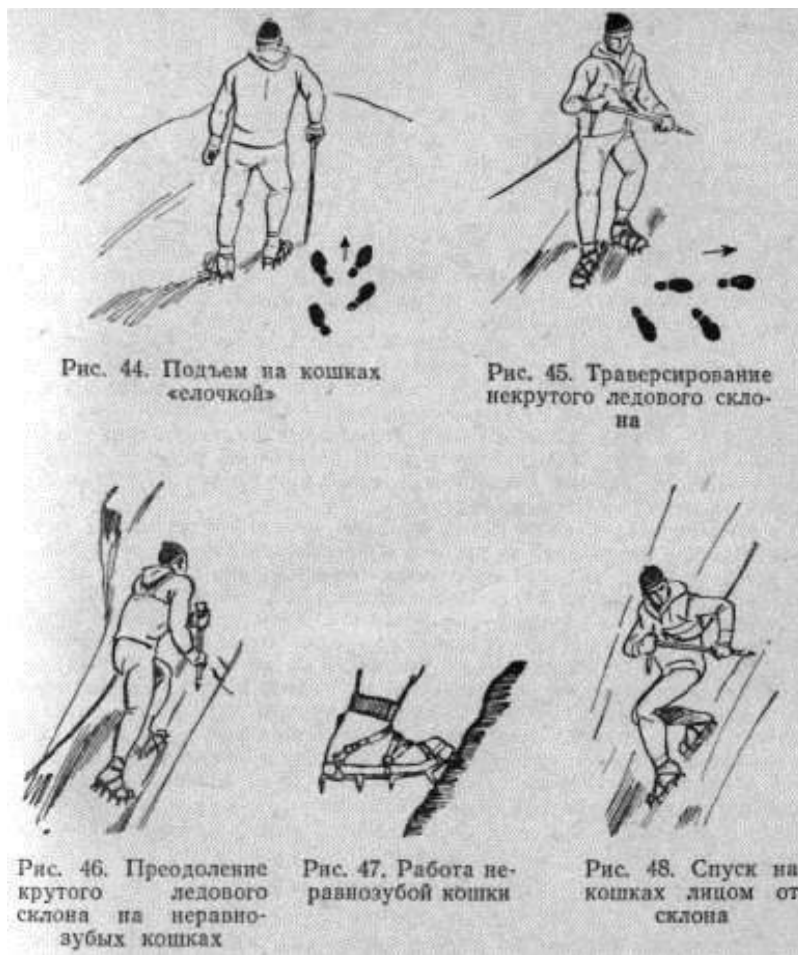 Рис. 44. Подъем на кошках
«елочкой»
Рис. 45. Траверсирование
некрутого ледового скло-
на
Рис. 46. Преодоление
крутого ледового
склона на неравно-
зубых кошках
Рис. 47. Работа не-
равнозубой кошки
Рис. 48. Спуск на
кошках лицом от
склона